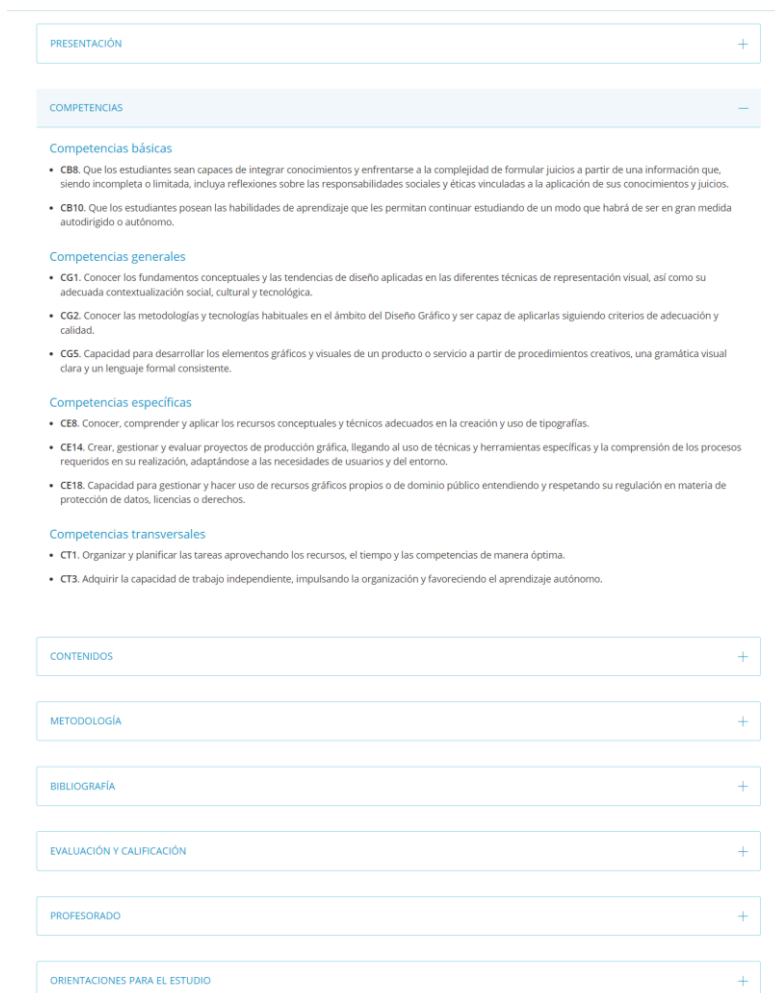 PRESENTACIÓN
COMPETENCIAS
Competencias básicas
• CB8. Que los estudiantes sean capaces de integrar conocimientos y enfrentarse a la complejidad de formular juicios a partir de una información que,
siendo incompleta o limitada, incluya reflexiones sobre las responsabilidades sociales y éticas vinculadas a la aplicación de sus conocimientos y juicios.
• CB10. Que los estudiantes posean las habilidades de aprendizaje que les permitan continuar estudiando de un modo que habrá de ser en gran medida
autodirigido o autónomo.
Competencias generales
• CG1. Conocer los fundamentos conceptuales y las tendencias de diseño aplicadas en las diferentes técnicas de representación visual, así como su
adecuada contextualización social, cultural y tecnológica.
• CG2. Conocer las metodologías y tecnologías habituales en el ámbito del Diseño Gráfico y ser capaz de aplicarlas siguiendo criterios de adecuación y
calidad.
• CG5. Capacidad para desarrollar los elementos gráficos y visuales de un producto o servicio a partir de procedimientos creativos, una gramática visual
clara y un lenguaje formal consistente.
Competencias específicas
• CE8. Conocer, comprender y aplicar los recursos conceptuales y técnicos adecuados en la creación y uso de tipografías.
• CE14. Crear, gestionar y evaluar proyectos de producción gráfica, llegando al uso de técnicas y herramientas específicas y la comprensión de los procesos
requeridos en su realización, adaptándose a las necesidades de usuarios y del entorno.
• CE18. Capacidad para gestionar y hacer uso de recursos gráficos propios o de dominio público entendiendo y respetando su regulación en materia de
protección de datos, licencias o derechos.
Competencias transversales
• CT1. Organizar y planificar las tareas aprovechando los recursos, el tiempo y las competencias de manera óptima.
• CT3. Adquirir la capacidad de trabajo independiente, impulsando la organización y favoreciendo el aprendizaje autónomo.
CONTENIDOS
METODOLOGÍA
BIBLIOGRAFÍA
EVALUACIÓN Y CALIFICACIÓN
PROFESORADO
ORIENTACIONES PARA EL ESTUDIO